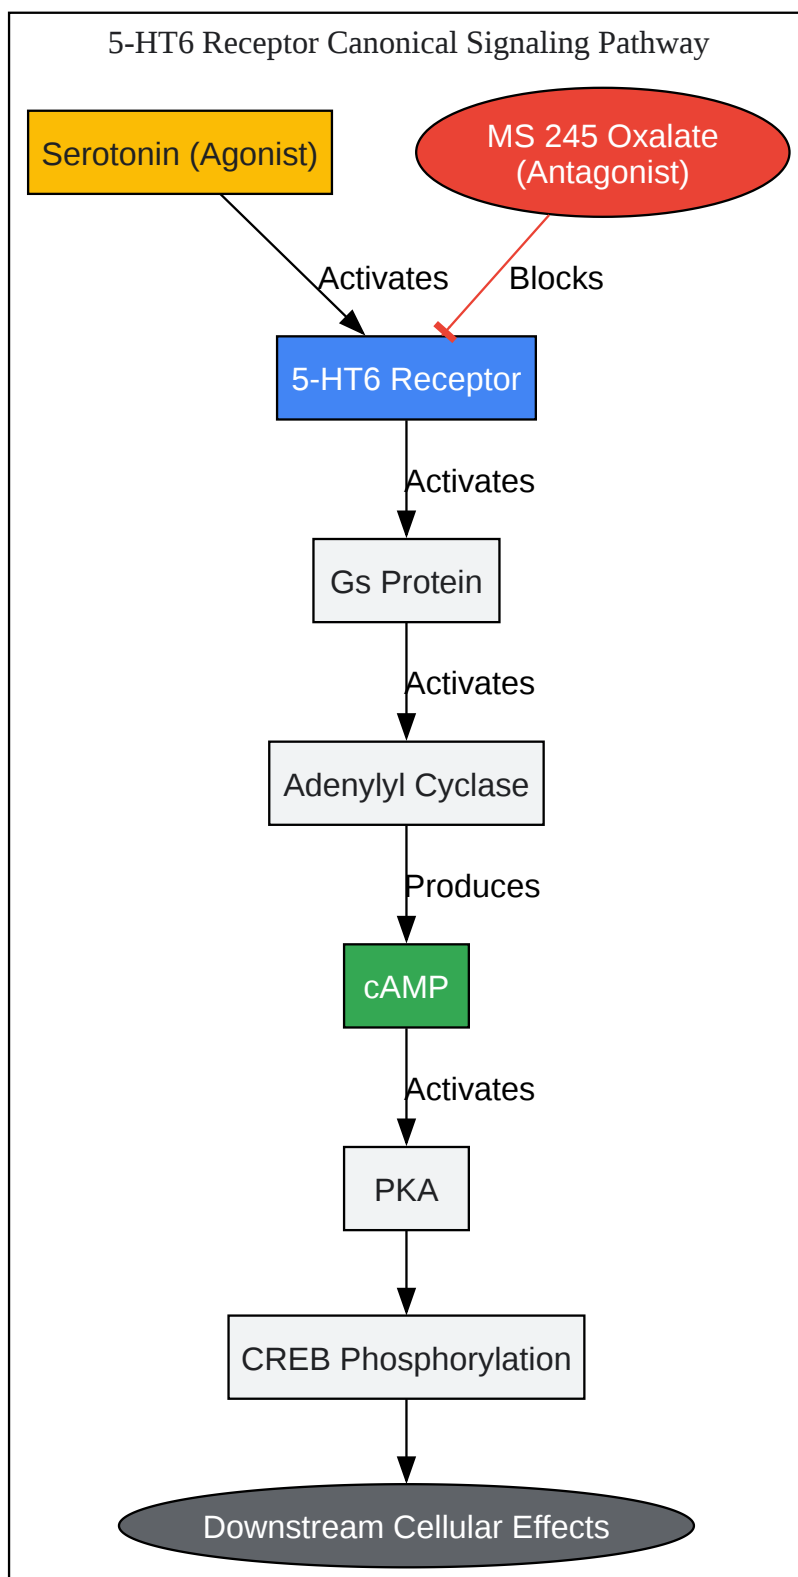 5-HT6 Receptor Canonical Signaling Pathway
Serotonin (Agonist)
MS 245 Oxalate
(Antagonist)
Activates
Blocks
5-HT6 Receptor
Activates
Gs Protein
Activates
Adenylyl Cyclase
Produces
cAMP
Activates
PKA
CREB Phosphorylation
Downstream Cellular Effects